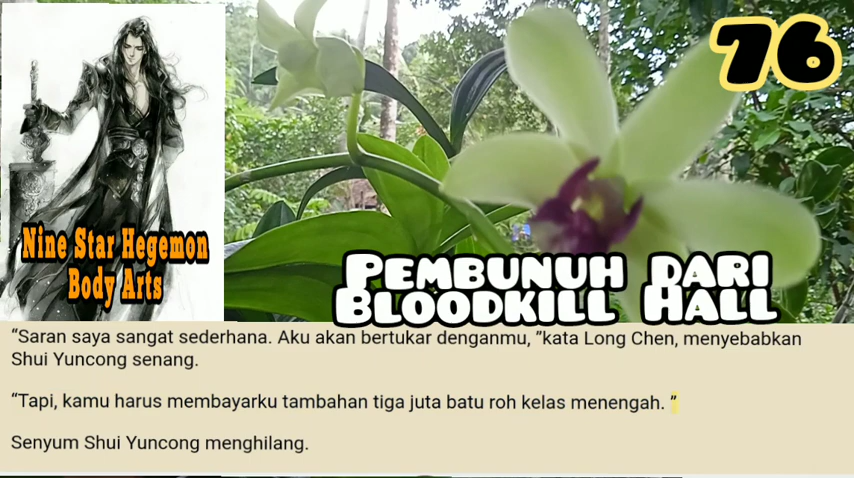 76
Nine Star Hegemon
Body Arts
Pembunuh dari
Bloodkill Hall
“Saran saya sangat sederhana. Aku akan bertukar denganmu, ”kata Long Chen, menyebabkan
Shui Yuncong senang.
“Tapi, kamu harus membayarku tambahan tiga juta batu roh kelas menengah. ”
Senyum Shui Yuncong menghilang.